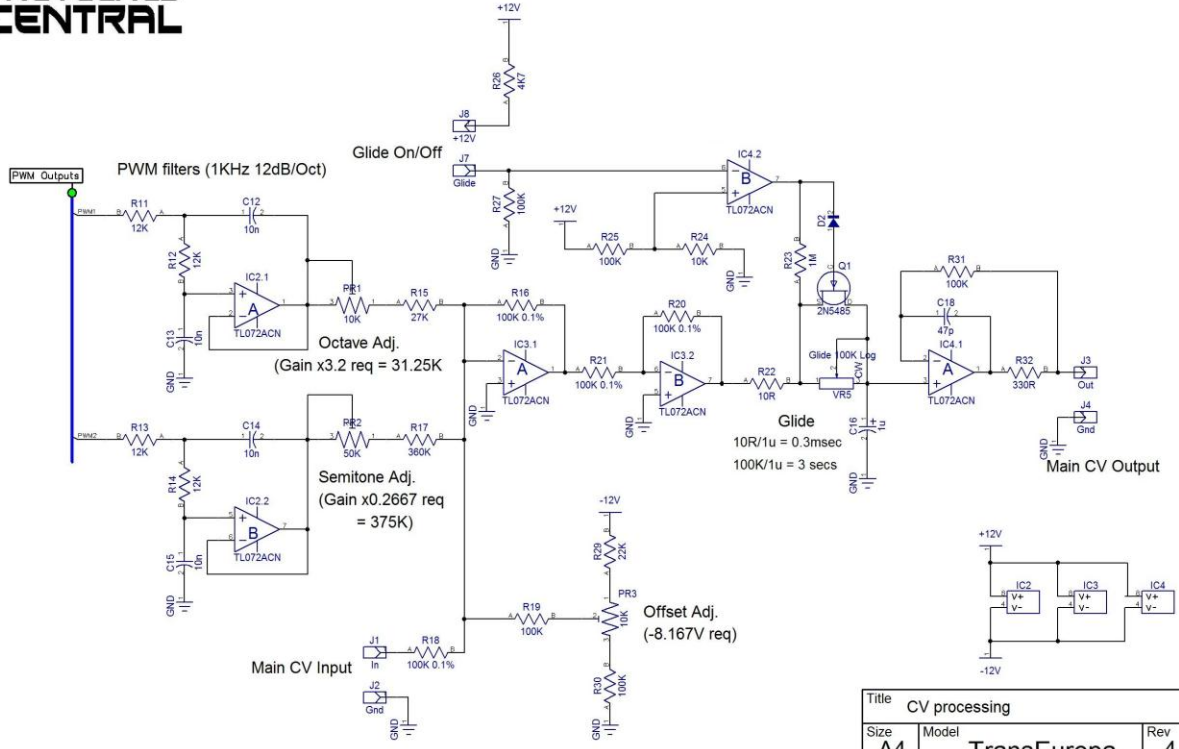 CENTRAL
+12V
R26
4K7
J8
+12V
Glide On/Off
J7
Glide
PWM Outputs
PWM filters (1KHz 12dB/Oct)
IC4.2
B
TL072ACN
R27
100K
GND
+12V
R25
100K
R24
10K
GND
D2
R23
1M
Q1
2N5485
PWM1
R11
12K
C12
10n
R12
12K
IC2.1
A
TL072ACN
C13
10n
GND
PR1
10K
R15
27K
Octave Adj.
(Gain x3.2 req = 31.25K
R16
100K 0.1%
IC3.1
A
TL072ACN
GND
R21
100K 0.1%
R20
100K 0.1%
IC3.2
B
TL072ACN
GND
R22
10R
Glide 100K Log
CW
VR5
Glide
10R/1u = 0.3msec
100K/1u = 3 secs
C16
1u
GND
R31
100K
C18
47p
IC4.1
A
TL072ACN
R32
330R
J3
Out
J4
Gnd
GND
Main CV Output
PWM2
R13
12K
C14
10n
R14
12K
IC2.2
B
TL072ACN
C15
10n
GND
PR2
50K
R17
360K
Semitone Adj.
(Gain x0.2667 req
= 375K)
-12V
R29
22K
PR3
10K
Offset Adj.
(-8.167V req)
R19
100K
R30
100K
GND
Main CV Input
J1
In
R18
100K 0.1%
J2
Gnd
GND
+12V
IC2
V+
V-
IC3
V+
V-
IC4
V+
V-
-12V
Title CV processing
Size
Model
Rev